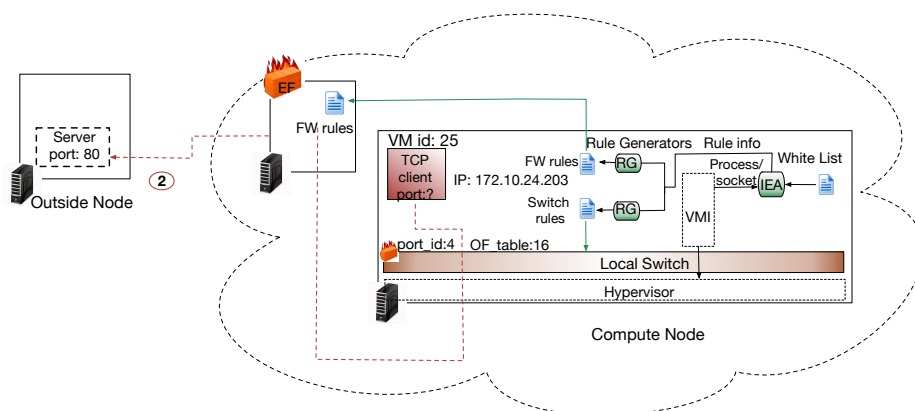 EF
FW rules
Server
port: 80
2
Outside Node
VM id: 25
TCP
client
port:?
IP: 172.10.24.203
Rule Generators
Rule info
FW rules
RG
Process/
socket
White List
IEA
Switch
rules
RG
VMI
port_id:4
OF_table:16
Local Switch
Hypervisor
Compute Node